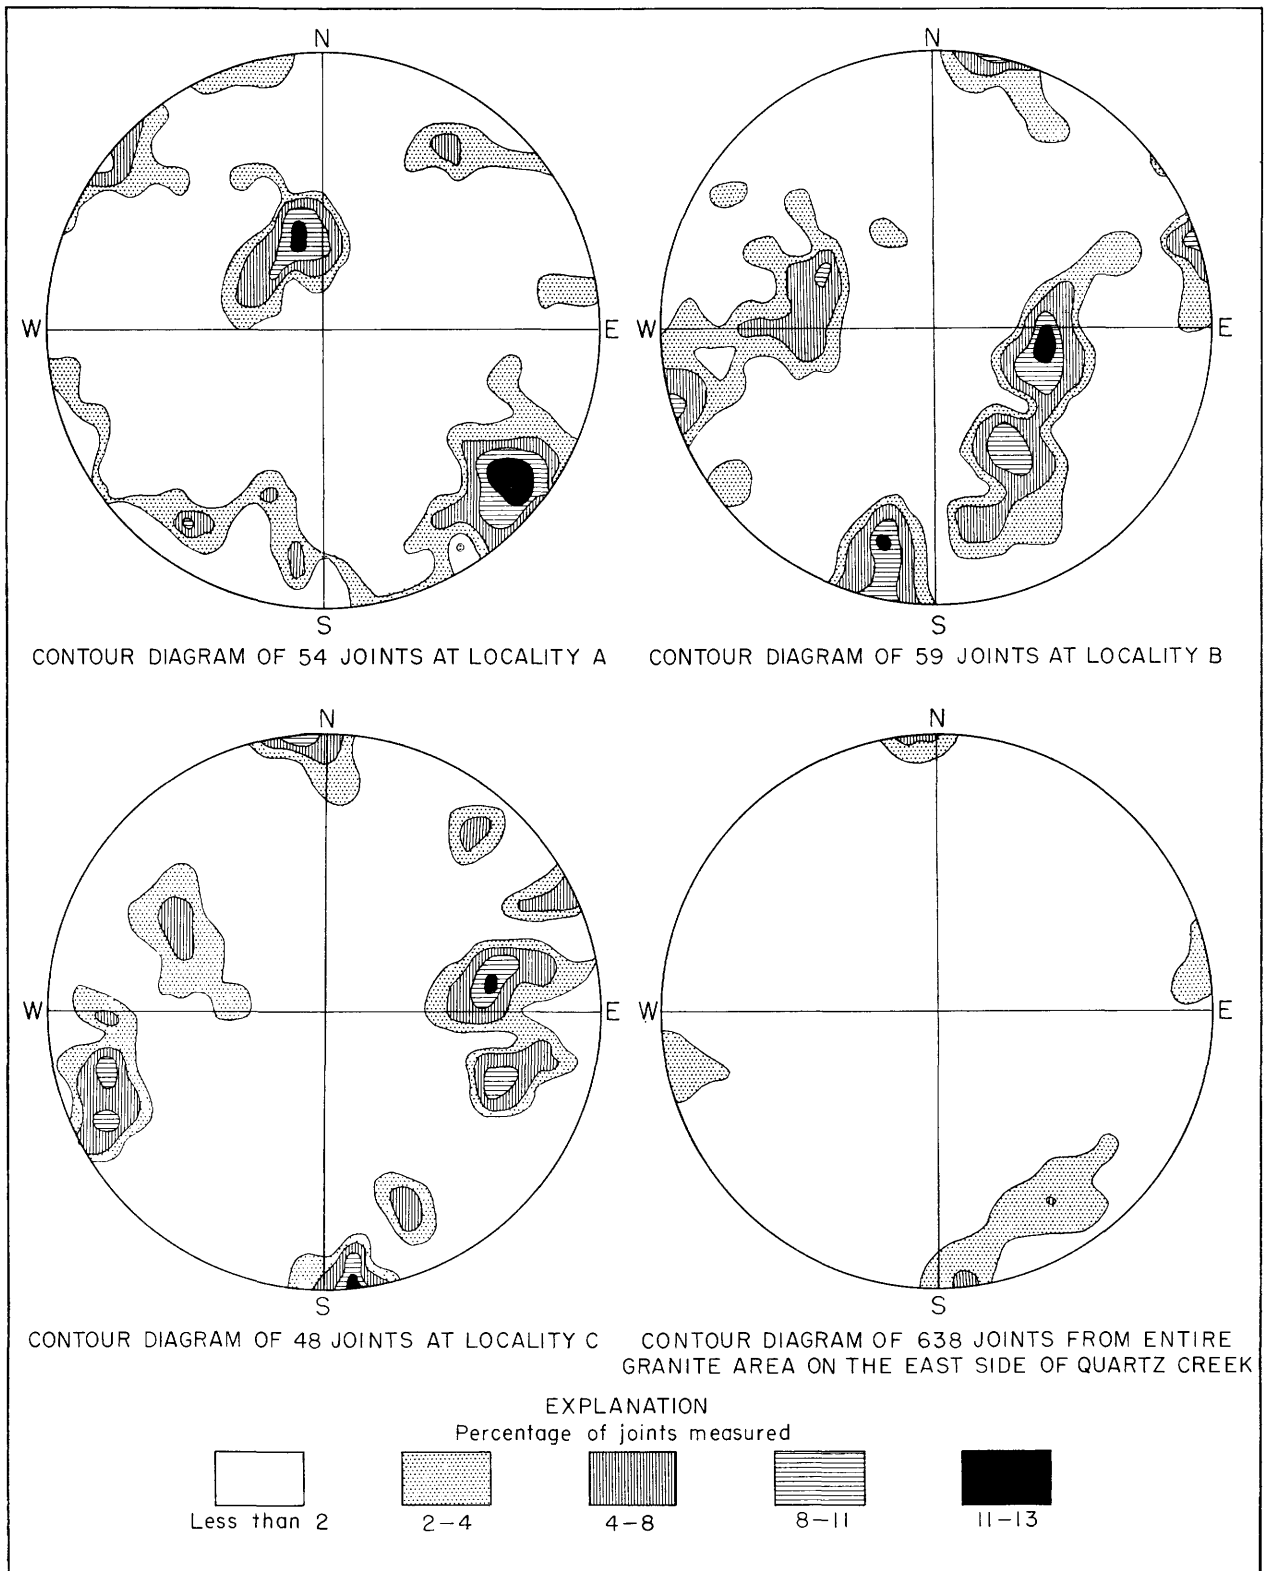 N
N
W
E
W
E
S
S
CONTOUR DIAGRAM OF 54 JOINTS AT LOCALITY A
CONTOUR DIAGRAM OF 59 JOINTS AT LOCALITY B
N
N
W
E
W
E
S
S
CONTOUR DIAGRAM OF 48 JOINTS AT LOCALITY C
CONTOUR DIAGRAM OF 638 JOINTS FROM ENTIRE
GRANITE AREA ON THE EAST SIDE OF QUARTZ CREEK
EXPLANATION
Percentage of joints measured
Less than 2
2–4
4–8
8–11
11–13